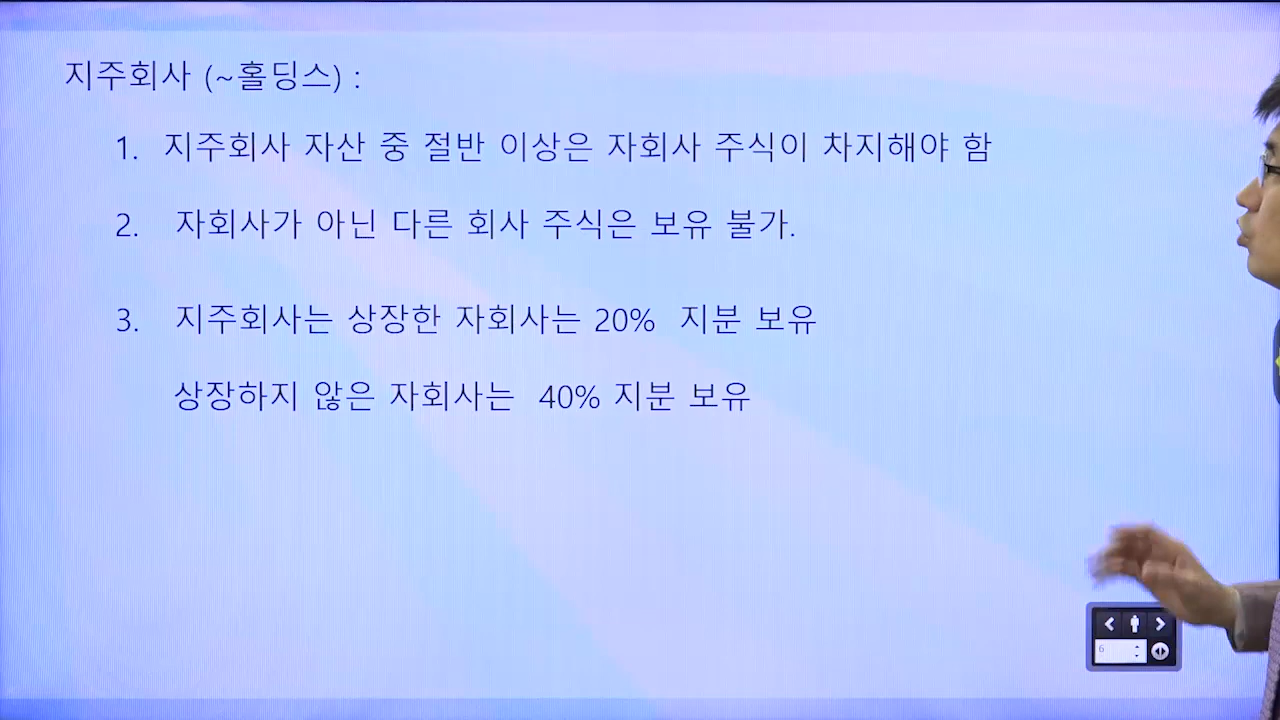 지주회사 (~홀딩스) :
1. 지주회사 자산 중 절반 이상은 자회사 주식이 차지해야 함
2. 자회사가 아닌 다른 회사 주식은 보유 불가.
3. 지주회사는 상장한 자회사는 20% 지분 보유
상장하지 않은 자회사는 40% 지분 보유
6